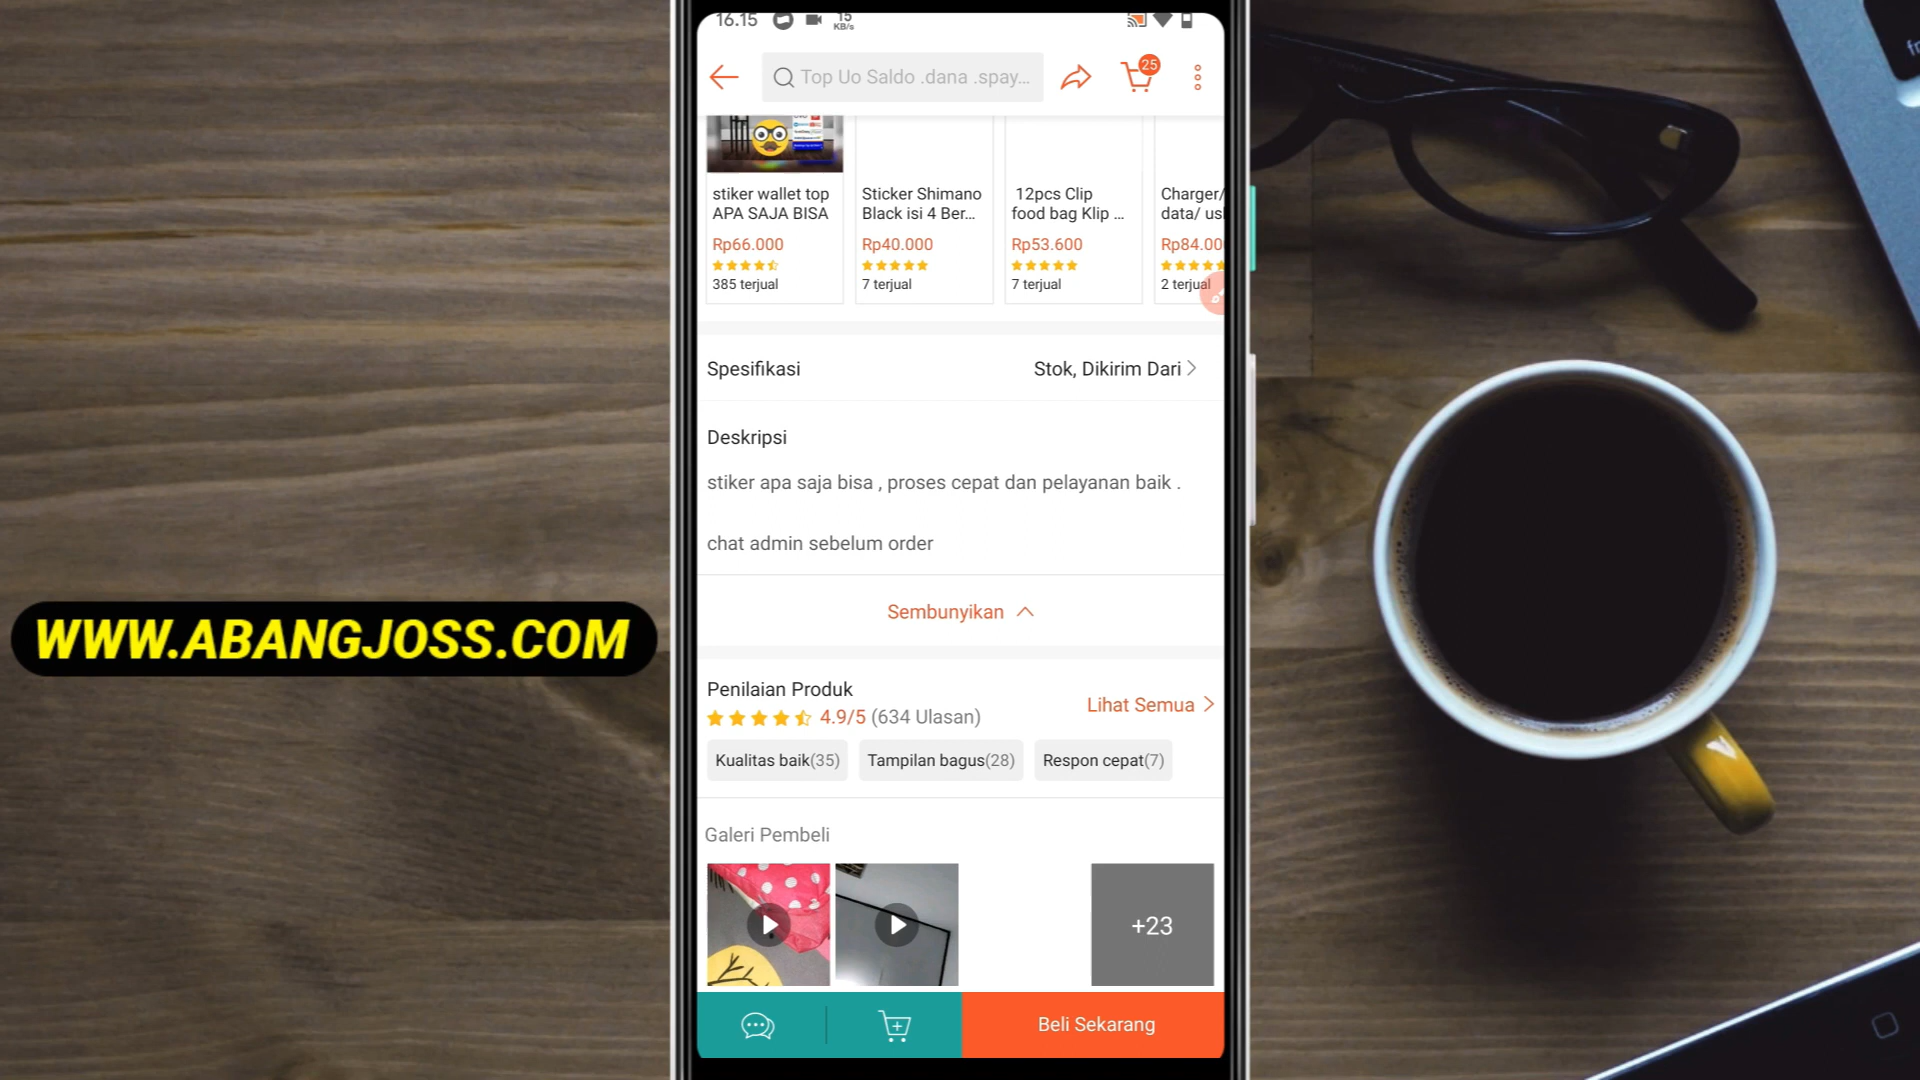 16.15
15
KB/s
Top Uo Saldo .dana .spay...
25
stiker wallet top
APA SAJA BISA
Rp66.000
385 terjual
Sticker Shimano
Black isi 4 Ber...
Rp40.000
7 terjual
12pcs Clip
food bag Klip ...
Rp53.600
7 terjual
Charger/
data/ usl
Rp84.00
2 terjual
Spesifikasi
Stok, Dikirim Dari
Deskripsi
stiker apa saja bisa , proses cepat dan pelayanan baik .
chat admin sebelum order
Sembunyikan
WWW.ABANGJOSS.COM
Penilaian Produk
4.9/5 (634 Ulasan)
Lihat Semua
Kualitas baik(35)
Tampilan bagus(28)
Respon cepat(7)
Galeri Pembeli
+23
Beli Sekarang